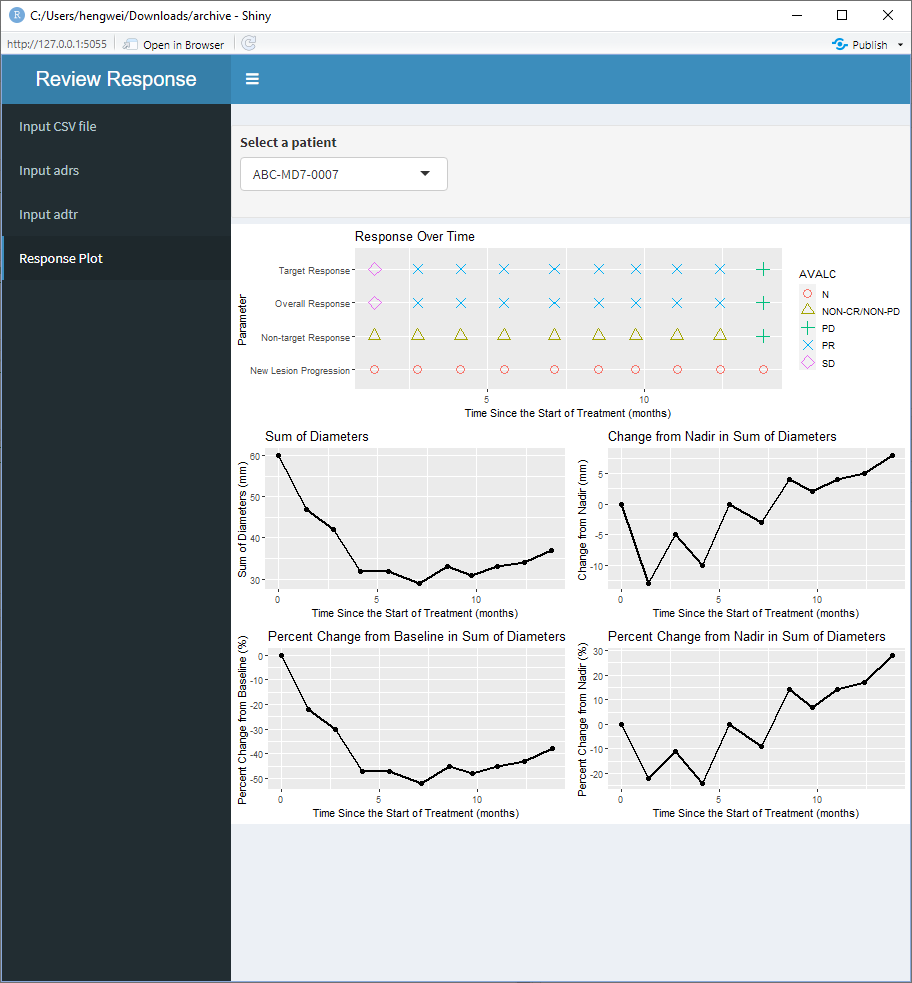 C:/Users/hengwei/Downloads/archive - Shiny
http://127.0.0.1:5055
Open in Browser
Publish
Review Response
Input CSV file
Input adrs
Input adtr
Response Plot
Select a patient
ABC-MD7-0007
Response Over Time
Parameter
Target Response
Overall Response
Non-target Response
New Lesion Progression
5 10
Time Since the Start of Treatment (months)
AVALC
N
NON-CR/NON-PD
PD
PR
SD
Sum of Diameters
Sum of Diameters (mm)
60
50
40
30
0 5 10
Time Since the Start of Treatment (months)
Change from Nadir in Sum of Diameters
Change from Nadir (mm)
5
0
-5
-10
0 5 10
Time Since the Start of Treatment (months)
Percent Change from Baseline in Sum of Diameters
Percent Change from Baseline (%)
0
-10
-20
-30
-40
-50
0 5 10
Time Since the Start of Treatment (months)
Percent Change from Nadir in Sum of Diameters
Percent Change from Nadir (%)
30
20
10
0
-10
-20
0 5 10
Time Since the Start of Treatment (months)